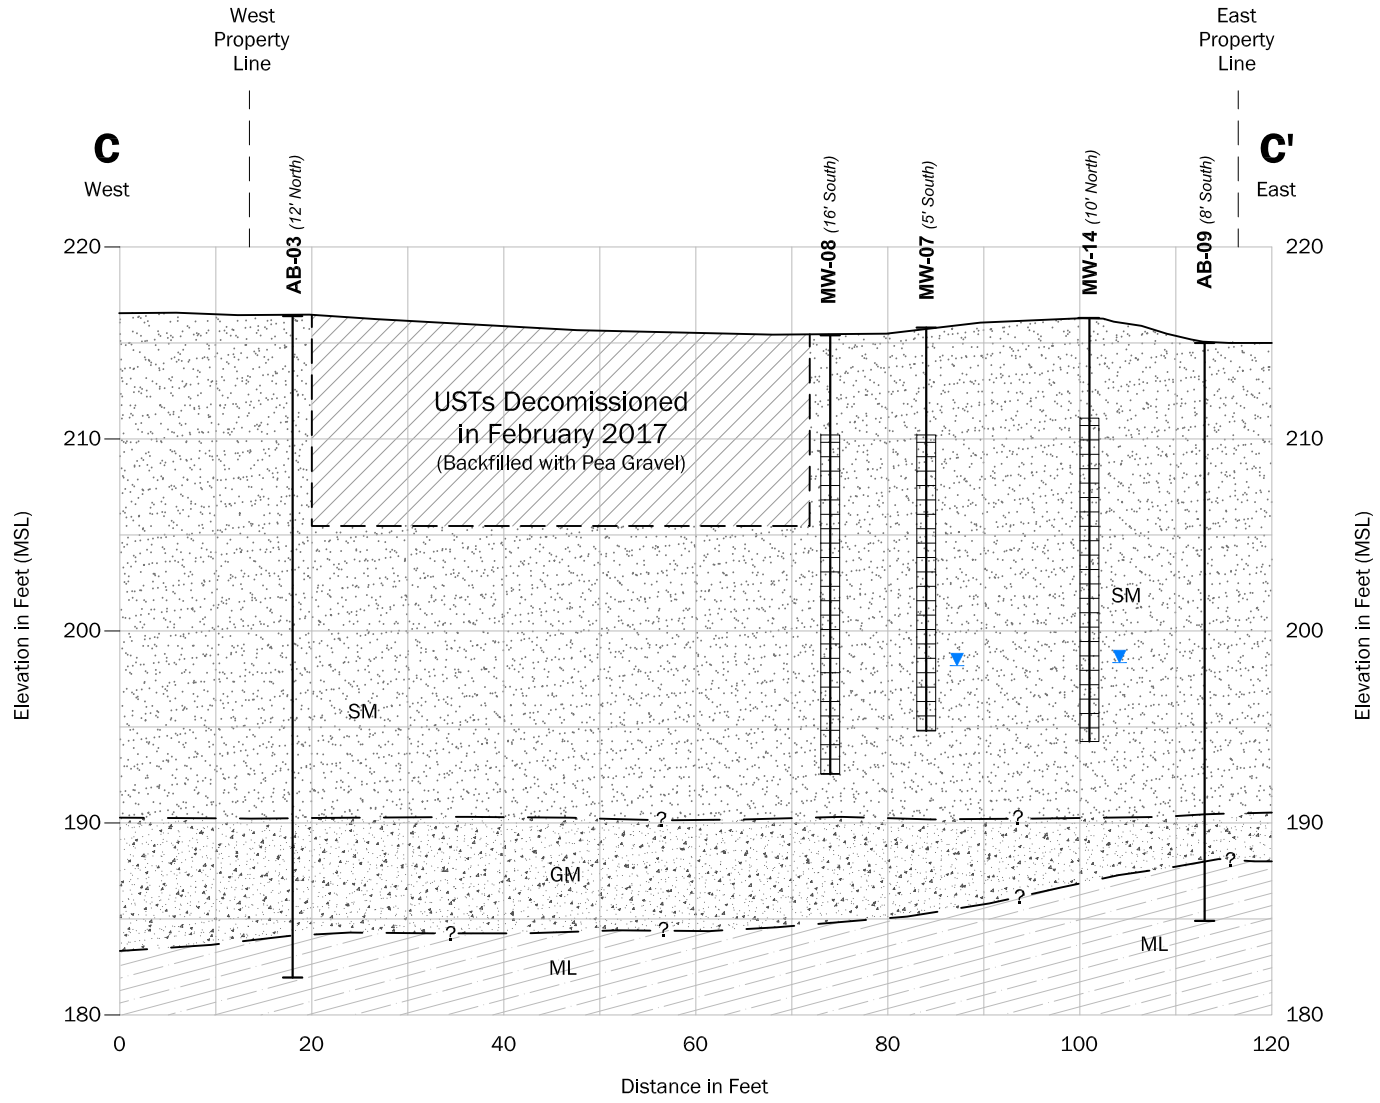 West
Property
Line
East
Property
Line
C
West
C'
East
AB-03 (12' North)
MW-08 (16' South)
MW-07 (5' South)
MW-14 (10' North)
AB-09 (8' South)
220
220
USTs Decomissioned
in February 2017
(Backfilled with Pea Gravel)
210
210
Elevation in Feet (MSL)
Elevation in Feet (MSL)
SM
200
200
SM
190
?
?
190
GM
?
?
?
?
ML
ML
180
180
0
20
40
60
80
100
120
Distance in Feet